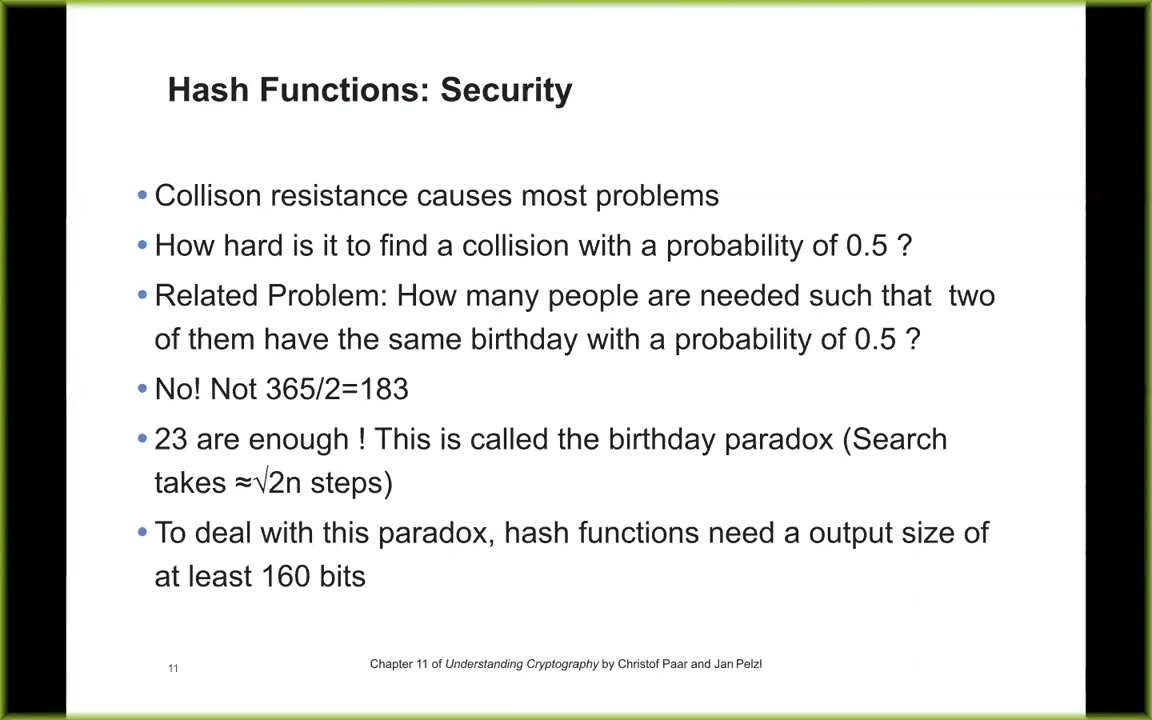 Hash Functions: Security
• Collison resistance causes most problems
• How hard is it to find a collision with a probability of 0.5 ?
• Related Problem: How many people are needed such that  two
of them have the same birthday with a probability of 0.5 ?
• No! Not 365/2=183
• 23 are enough ! This is called the birthday paradox (Search
takes ≈√2n steps)
• To deal with this paradox, hash functions need a output size of
at least 160 bits
11
Chapter 11 of Understanding Cryptography by Christof Paar and Jan Pelzl